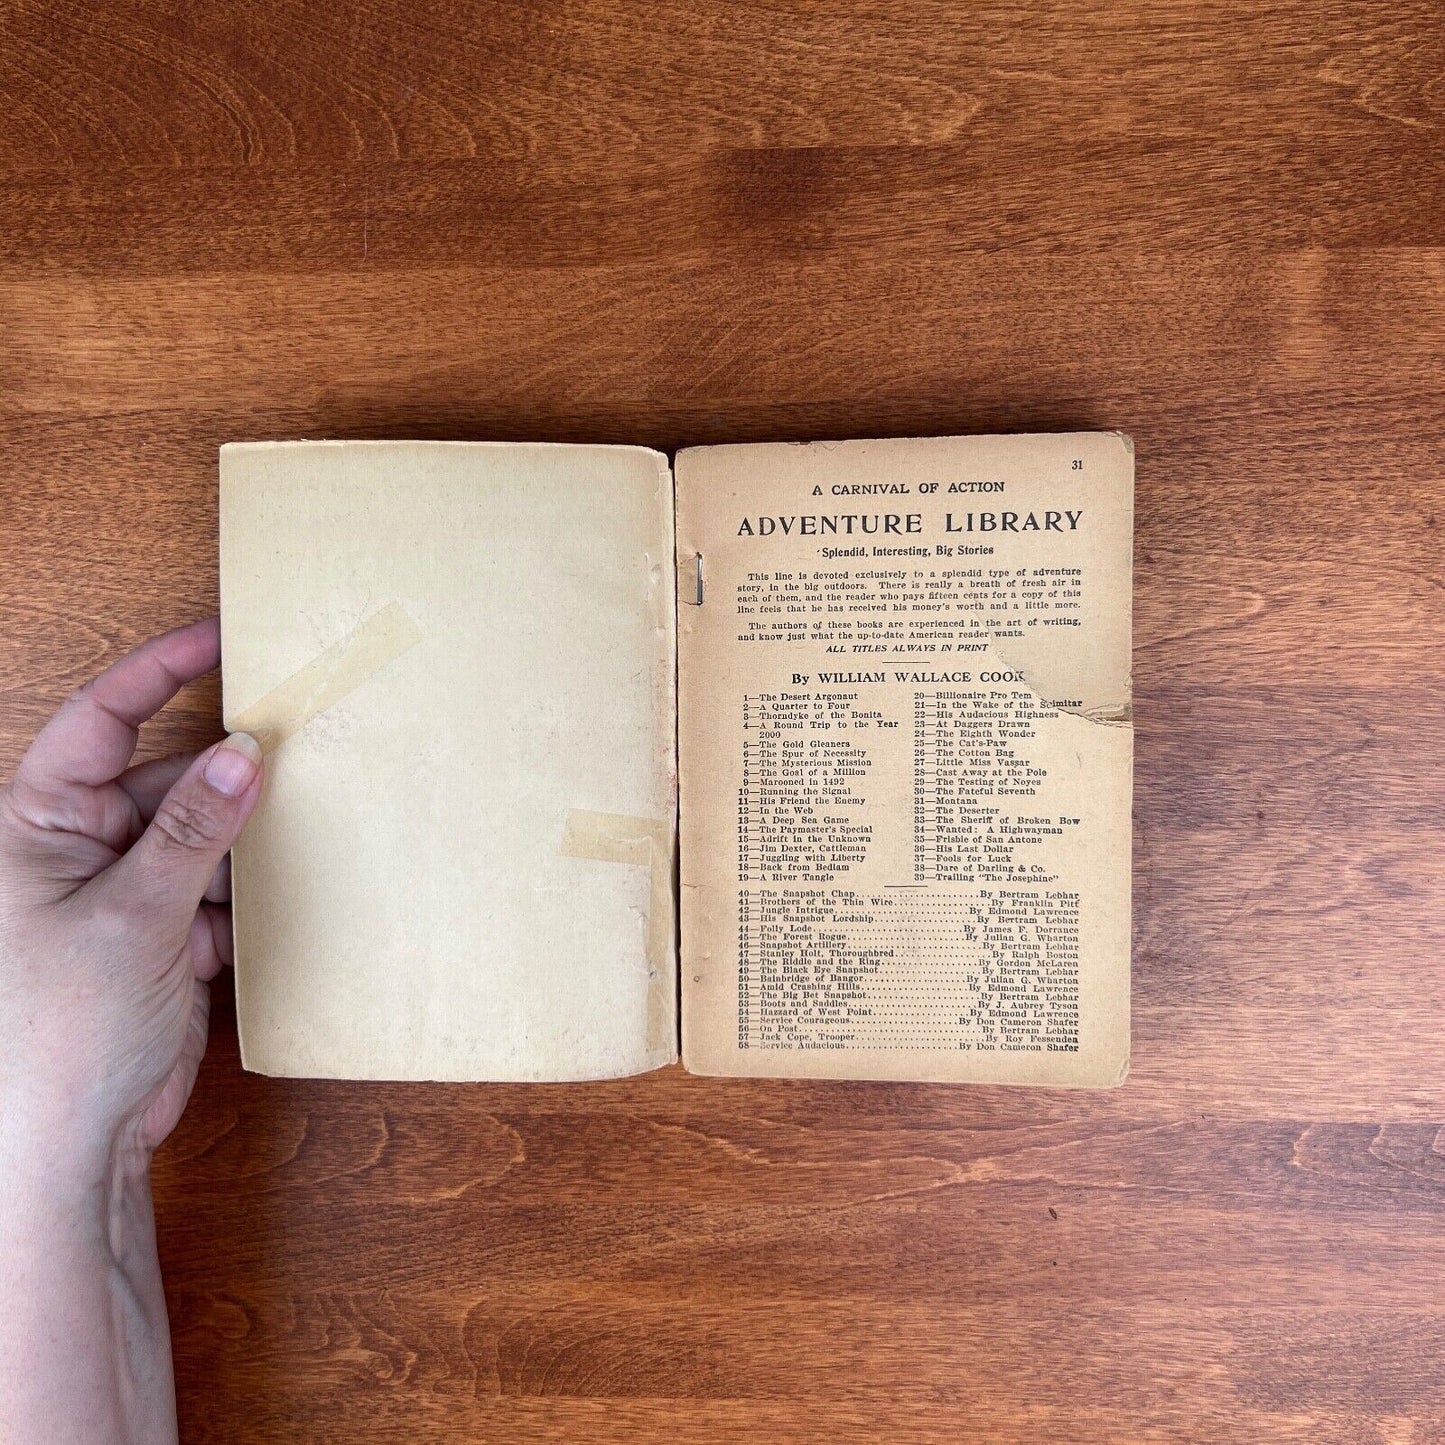 31
A CARNIVAL OF ACTION
ADVENTURE LIBRARY
Splendid, Interesting, Big Stories
This line is devoted exclusively to a splendid type of adventure
story, in the big outdoors. There is really a breath of fresh air in
each of them, and the reader who pays fifteen cents for a copy of this
line feels that he has received his money's worth and a little more.
The authors of these books are experienced in the art of writing,
and know just what the up-to-date American reader wants.
ALL TITLES ALWAYS IN PRINT
By WILLIAM WALLACE COOK
1—The Desert Argonaut
2—A Quarter to Four
3—Thorndyke of the Bonita
4—A Round Trip to the Year
2000
5—The Gold Gleaners
6—The Spur of Necessity
7—The Mysterious Mission
8—The Goal of a Million
9—Marooned in 1492
10—Running the Signal
11—His Friend the Enemy
12—In the Web
13—A Deep Sea Game
14—The Paymaster's Special
15—Adrift in the Unknown
16—Jim Dexter, Cattleman
17—Juggling with Liberty
18—Back from Bedlam
19—A River Tangle
20—Billionaire Pro Tem
21—In the Wake of the Scimitar
22—His Audacious Highness
23—At Daggers Drawn
24—The Eighth Wonder
25—The Cat's-Paw
26—The Cotton Bag
27—Little Miss Vassar
28—Cast Away at the Pole
29—The Testing of Noyes
30—The Fateful Seventh
31—Montana
32—The Deserter
33—The Sheriff of Broken Bow
34—Wanted: A Highwayman
35—Frisbie of San Antone
36—His Last Dollar
37—Fools for Luck
38—Dare of Darling & Co.
39—Trailing "The Josephine"
40—The Snapshot Chap..................By Bertram Lebhar
41—Brothers of the Thin Wire..............By Franklin Pitt
42—Jungle Intrigue....................By Edmond Lawrence
43—His Snapshot Lordship................By Bertram Lebhar
44—Folly Lode.......................By James F. Dorrance
45—The Forest Rogue..................By Julian G. Wharton
46—Snapshot Artillery...................By Bertram Lebhar
47—Stanley Holt, Thoroughbred..............By Ralph Boston
48—The Riddle and the Ring..............By Gordon McLaren
49—The Black Eye Snapshot...............By Bertram Lebhar
50—Bainbridge of Bangor...............By Julian G. Wharton
51—Amid Crashing Hills................By Edmond Lawrence
52—The Big Bet Snapshot.................By Bertram Lebhar
53—Boots and Saddles...................By J. Aubrey Tyson
54—Hazzard of West Point..............By Edmond Lawrence
55—Service Courageous................By Don Cameron Shafer
56—On Post...........................By Bertram Lebhar
57—Jack Cope, Trooper...................By Roy Fessenden
58—Service Audacious.................By Don Cameron Shafer